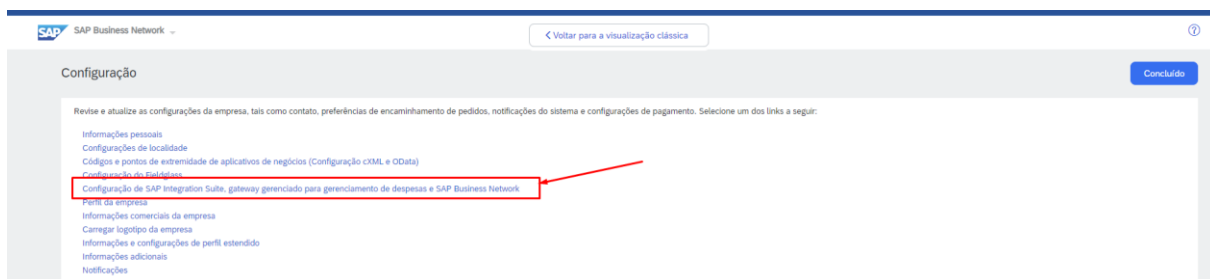 SAP SAP Business Network
Voltar para a visualização clássica
Configuração
Concluído
Revise e atualize as configurações da empresa, tais como contato, preferências de encaminhamento de pedidos, notificações do sistema e configurações de pagamento. Selecione um dos links a seguir:
Informações pessoais
Configurações de localidade
Códigos e pontos de extremidade de aplicativos de negócios (Configuração cXML e OData)
Configuração do Fieldglass
Configuração de SAP Integration Suite, gateway gerenciado para gerenciamento de despesas e SAP Business Network
Perfil da empresa
Informações comerciais da empresa
Carregar logotipo da empresa
Informações e configurações de perfil estendido
Informações adicionais
Notificações